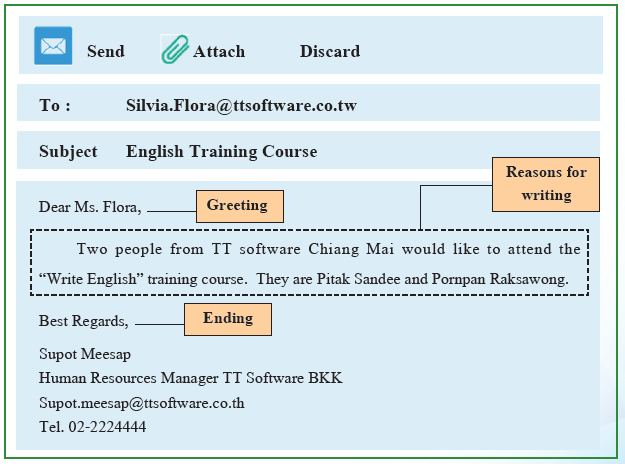 Send Attach Discard
To : Silvia.Flora@ttsoftware.co.tw
Subject English Training Course
Reasons for
writing
Dear Ms. Flora, Greeting
Two people from TT software Chiang Mai would like to attend the
“Write English” training course. They are Pitak Sandee and Pornpan Raksawong.
Best Regards, Ending
Supot Meesap
Human Resources Manager TT Software BKK
Supot.meesap@ttsoftware.co.th
Tel. 02-2224444